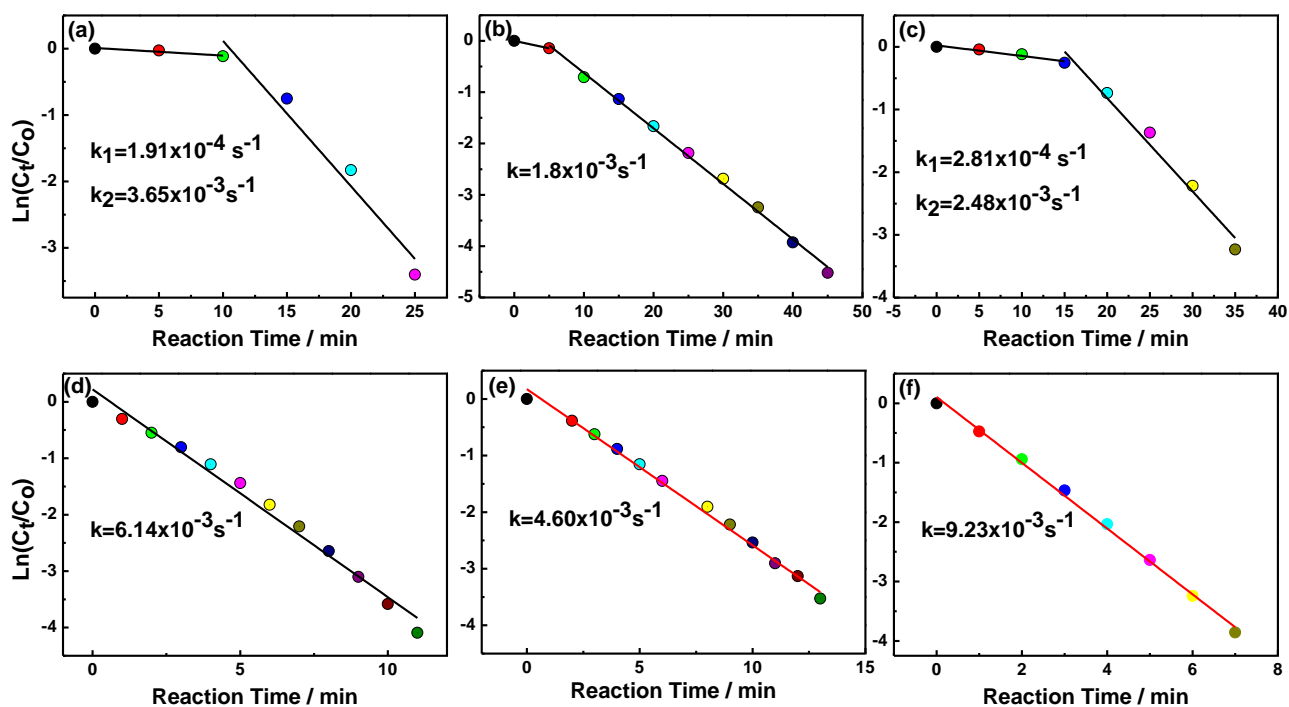 (a)
Ln(Cₜ/C₀)
0
-1
-2
-3
k₁=1.91x10⁻⁴ s⁻¹
k₂=3.65x10⁻³s⁻¹
0 5 10 15 20 25
Reaction Time / min
(b)
0
-1
-2
-3
-4
-5
k=1.8x10⁻³s⁻¹
0 10 20 30 40 50
Reaction Time / min
(c)
0
-1
-2
-3
-4
k₁=2.81x10⁻⁴ s⁻¹
k₂=2.48x10⁻³s⁻¹
-5 0 5 10 15 20 25 30 35 40
Reaction Time / min
(d)
Ln(Cₜ/C₀)
0
-1
-2
-3
-4
k=6.14x10⁻³s⁻¹
0 5 10
Reaction Time / min
(e)
0
-1
-2
-3
-4
k=4.60x10⁻³s⁻¹
0 5 10 15
Reaction Time / min
(f)
0
-1
-2
-3
-4
k=9.23x10⁻³s⁻¹
0 2 4 6 8
Reaction Time / min